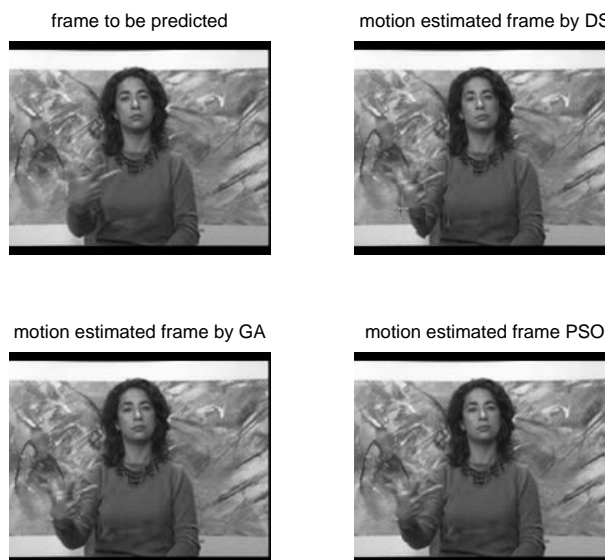 frame to be predicted
motion estimated frame by DS
motion estimated frame by GA
motion estimated frame PSO